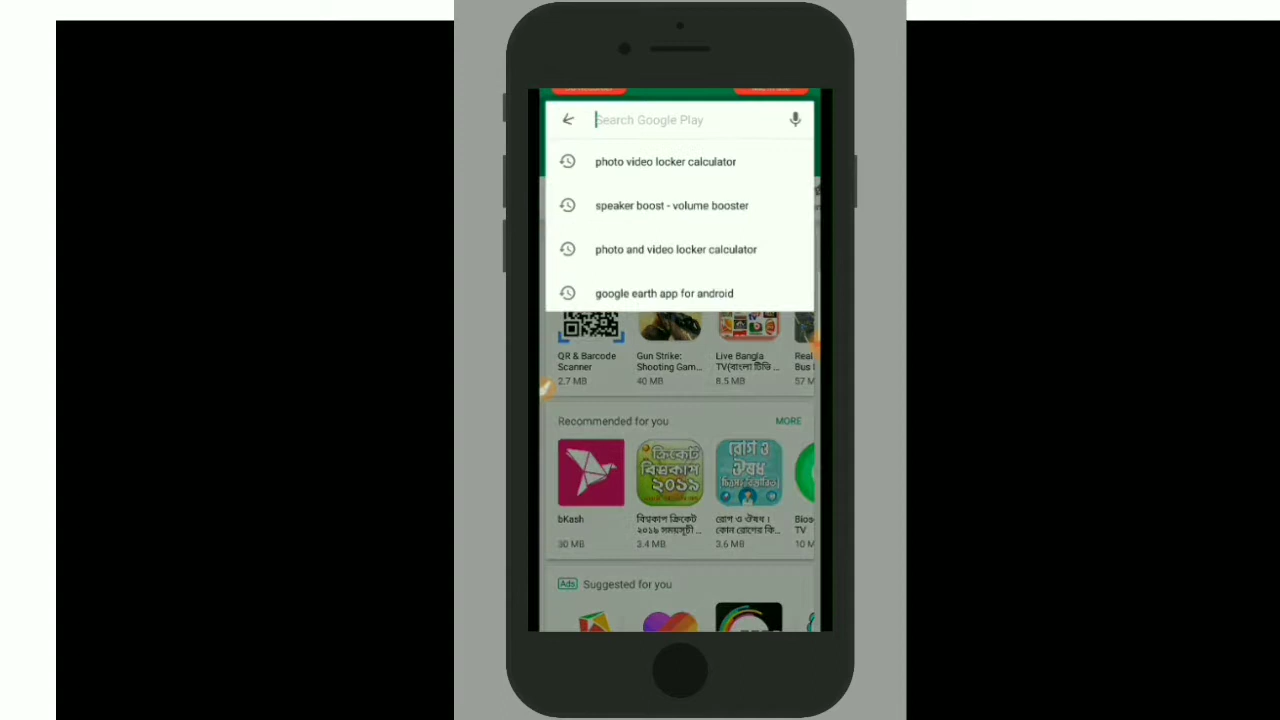 Search Google Play
photo video locker calculator
speaker boost - volume booster
photo and video locker calculator
google earth app for android
QR & Barcode
Scanner
2.7 MB
Gun Strike:
Shooting Gam...
40 MB
Live Bangla
TV(বাংলা টিভি ...
8.5 MB
Real
Bus
57 M
Recommended for you
MORE
ক্রিকেট
বিশ্বকাপ
২০১৯
রোগ ও
ঔষধ
bKash
30 MB
বিশ্বকাপ ক্রিকেট
২০১৯ সময়সূচী ...
3.4 MB
রোগ ও ঔষধ ।
কোন রোগের কি...
3.6 MB
Bios
TV
10 M
Ads
Suggested for you